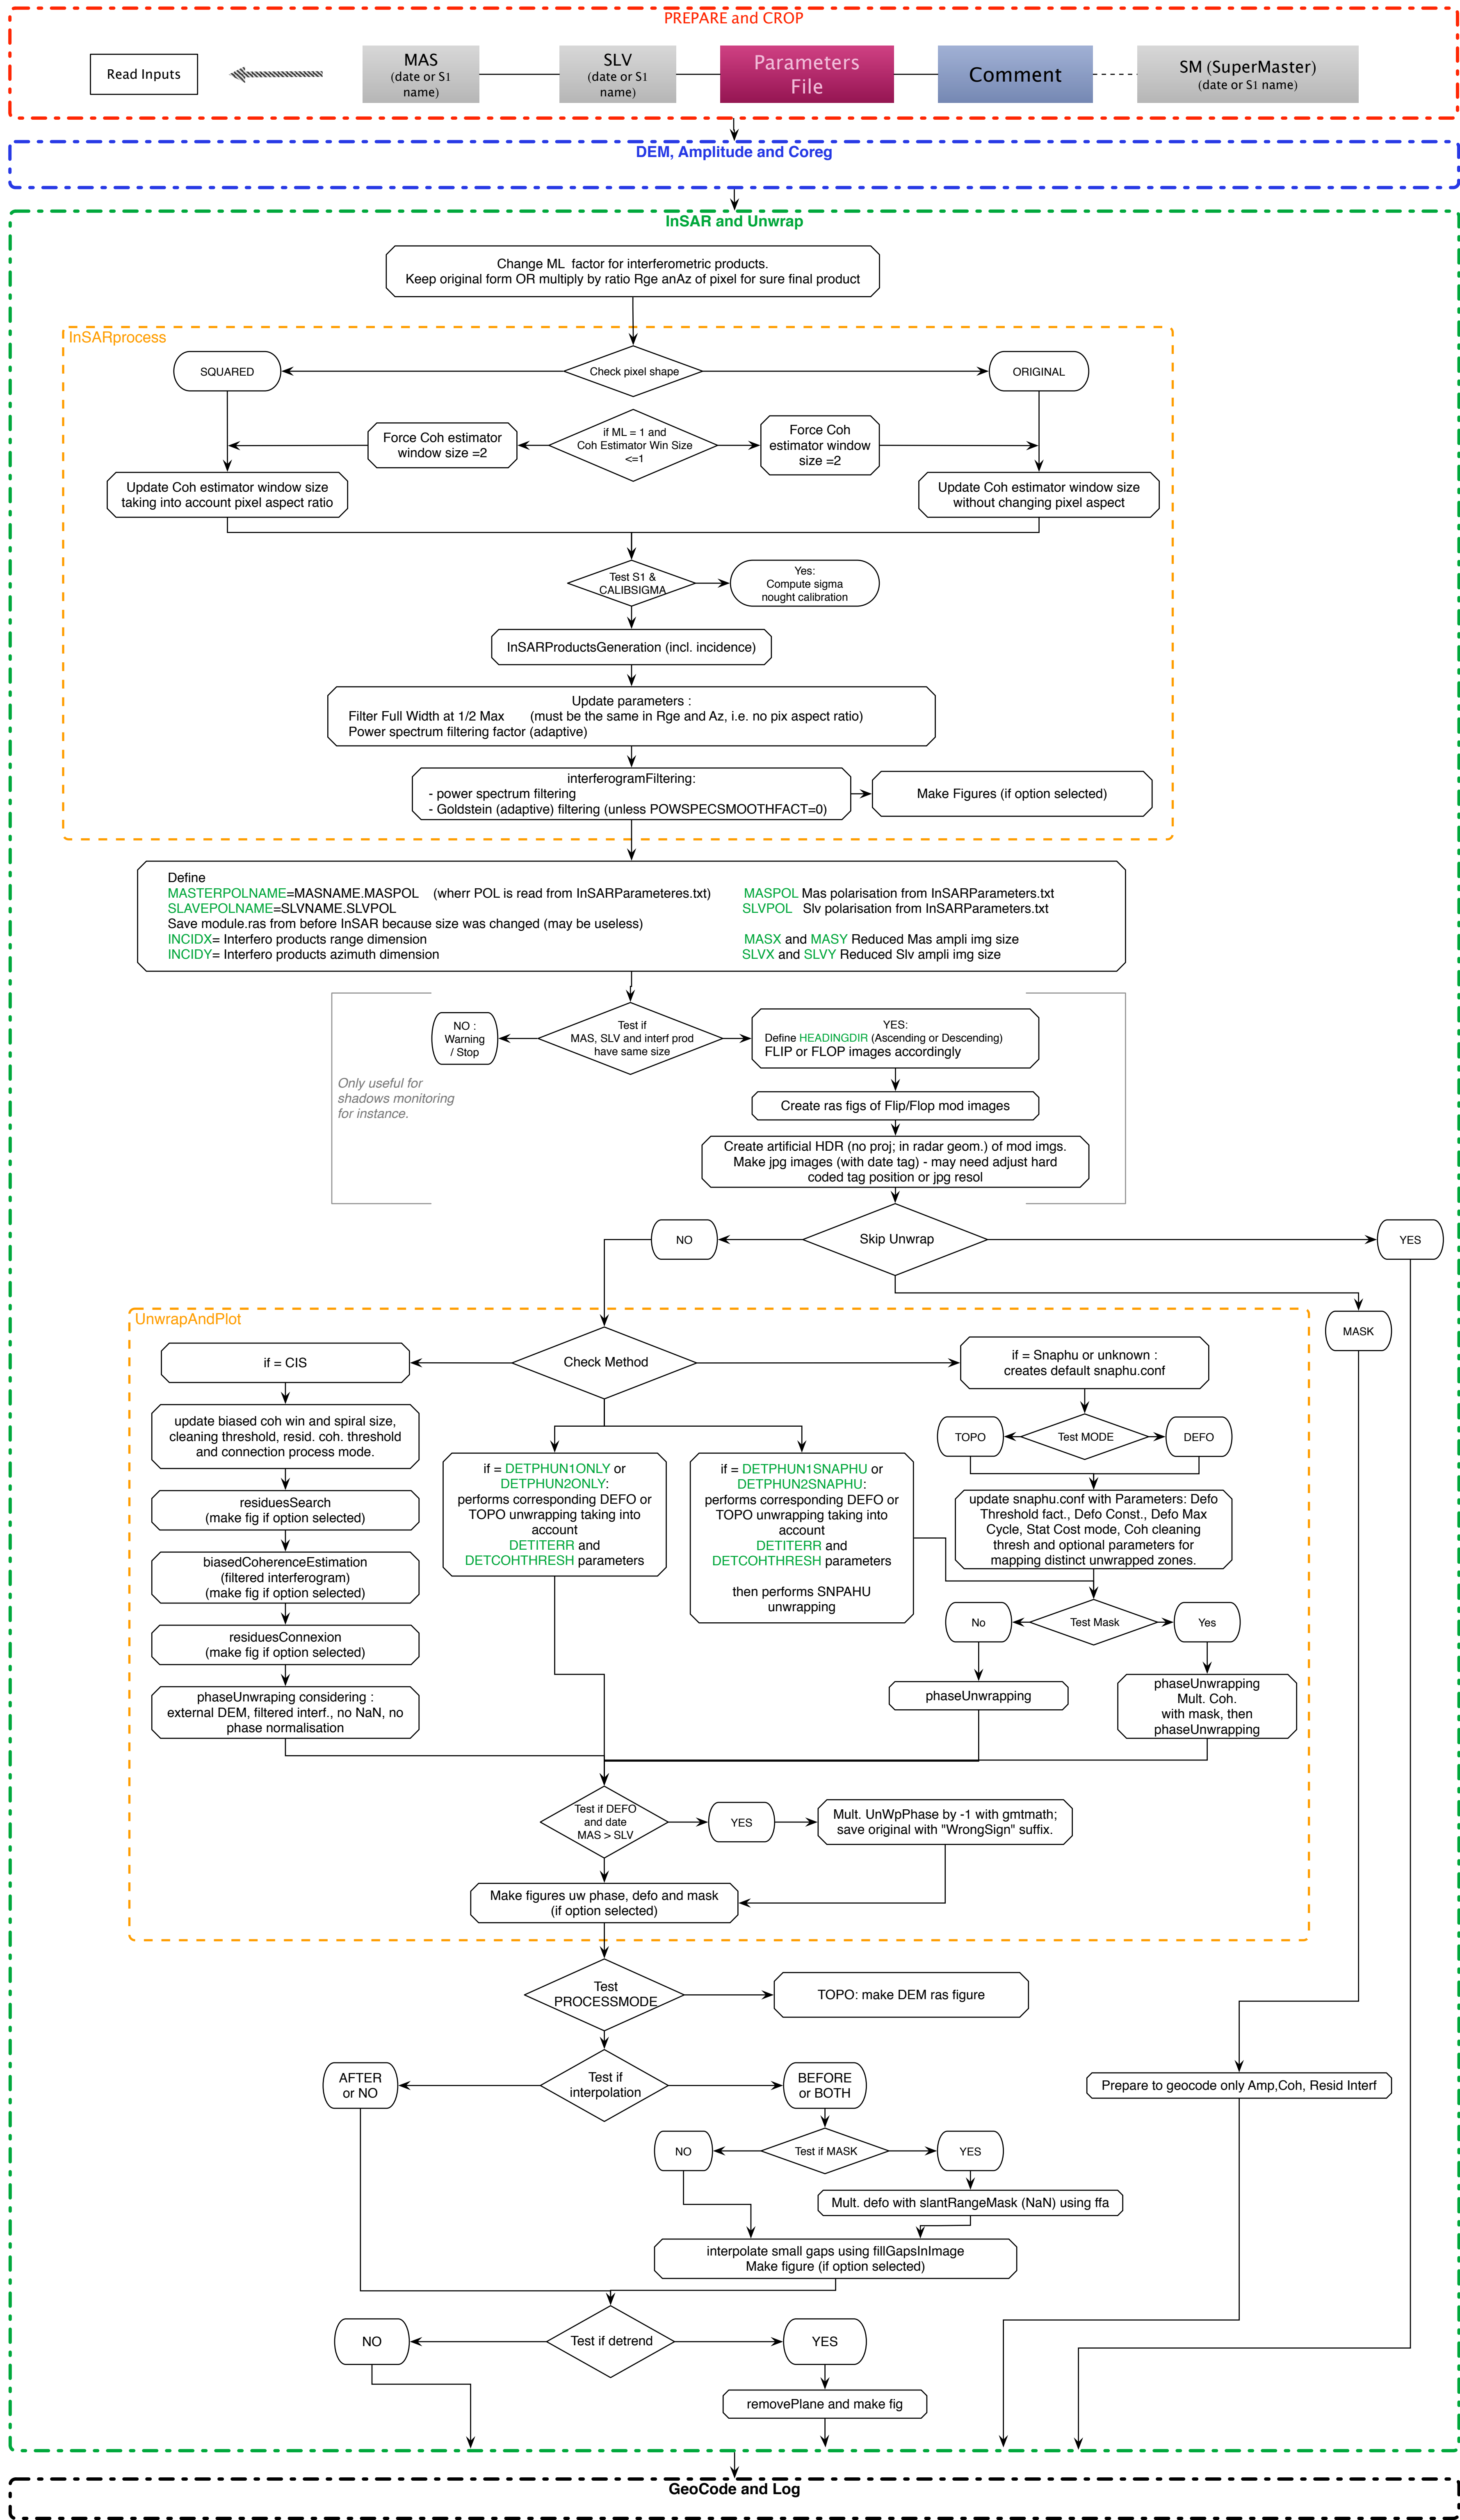 PREPARE and CROP
Read Inputs
MAS
(date or S1
name)
SLV
(date or S1
name)
Parameters
File
Comment
SM (SuperMaster)
(date or S1 name)
DEM, Amplitude and Coreg
InSAR and Unwrap
Change ML factor for interferometric products.
Keep original form OR multiply by ratio Rge anAz of pixel for sure final product
InSARprocess
SQUARED
Check pixel shape
ORIGINAL
Force Coh estimator
window size =2
if ML = 1 and
Coh Estimator Win Size
<=1
Force Coh
estimator window
size =2
Update Coh estimator window size
taking into account pixel aspect ratio
Update Coh estimator window size
without changing pixel aspect
Test S1 &
CALIBSIGMA
Yes:
Compute sigma
nought calibration
InSARProductsGeneration (incl. incidence)
Update parameters :
Filter Full Width at 1/2 Max (must be the same in Rge and Az, i.e. no pix aspect ratio)
Power spectrum filtering factor (adaptive)
interferogramFiltering:
- power spectrum filtering
- Goldstein (adaptive) filtering (unless POWSPECSMOOTHFACT=0)
Make Figures (if option selected)
Define
MASTERPOLNAME=MASNAME.MASPOL (wherr POL is read from InSARParameteres.txt) MASPOL Mas polarisation from InSARParameters.txt
SLAVEPOLNAME=SLVNAME.SLVPOL SLVPOL Slv polarisation from InSARParameters.txt
Save module.ras from before InSAR because size was changed (may be useless)
INCIDX= Interfero products range dimension MASX and MASY Reduced Mas ampli img size
INCIDY= Interfero products azimuth dimension SLVX and SLVY Reduced Slv ampli img size
NO :
Warning
/ Stop
Test if
MAS, SLV and interf prod
have same size
YES:
Define HEADINGDIR (Ascending or Descending)
FLIP or FLOP images accordingly
Only useful for
shadows monitoring
for instance.
Create ras figs of Flip/Flop mod images
Create artificial HDR (no proj; in radar geom.) of mod imgs.
Make jpg images (with date tag) - may need adjust hard
coded tag position or jpg resol
NO
Skip Unwrap
YES
MASK
UnwrapAndPlot
if = CIS
Check Method
if = Snaphu or unknown :
creates default snaphu.conf
update biased coh win and spiral size,
cleaning threshold, resid. coh. threshold
and connection process mode.
TOPO
Test MODE
DEFO
if = DETPHUN1ONLY or
DETPHUN2ONLY:
performs corresponding DEFO or
TOPO unwrapping taking into
account
DETITERR and
DETCOHTHRESH parameters
if = DETPHUN1SNAPHU or
DETPHUN2SNAPHU:
performs corresponding DEFO or
TOPO unwrapping taking into
account
DETITERR and
DETCOHTHRESH parameters
then performs SNPAHU
unwrapping
update snaphu.conf with Parameters: Defo
Threshold fact., Defo Const., Defo Max
Cycle, Stat Cost mode, Coh cleaning
thresh and optional parameters for
mapping distinct unwrapped zones.
residuesSearch
(make fig if option selected)
biasedCoherenceEstimation
(filtered interferogram)
(make fig if option selected)
residuesConnexion
(make fig if option selected)
phaseUnwraping considering :
external DEM, filtered interf., no NaN, no
phase normalisation
No
Test Mask
Yes
phaseUnwrapping
phaseUnwrapping
Mult. Coh.
with mask, then
phaseUnwrapping
Test if DEFO
and date
MAS > SLV
YES
Mult. UnWpPhase by -1 with gmtmath;
save original with "WrongSign" suffix.
Make figures uw phase, defo and mask
(if option selected)
Test
PROCESSMODE
TOPO: make DEM ras figure
AFTER
or NO
Test if
interpolation
BEFORE
or BOTH
Prepare to geocode only Amp,Coh, Resid Interf
NO
Test if MASK
YES
Mult. defo with slantRangeMask (NaN) using ffa
interpolate small gaps using fillGapsInImage
Make figure (if option selected)
NO
Test if detrend
YES
removePlane and make fig
GeoCode and Log